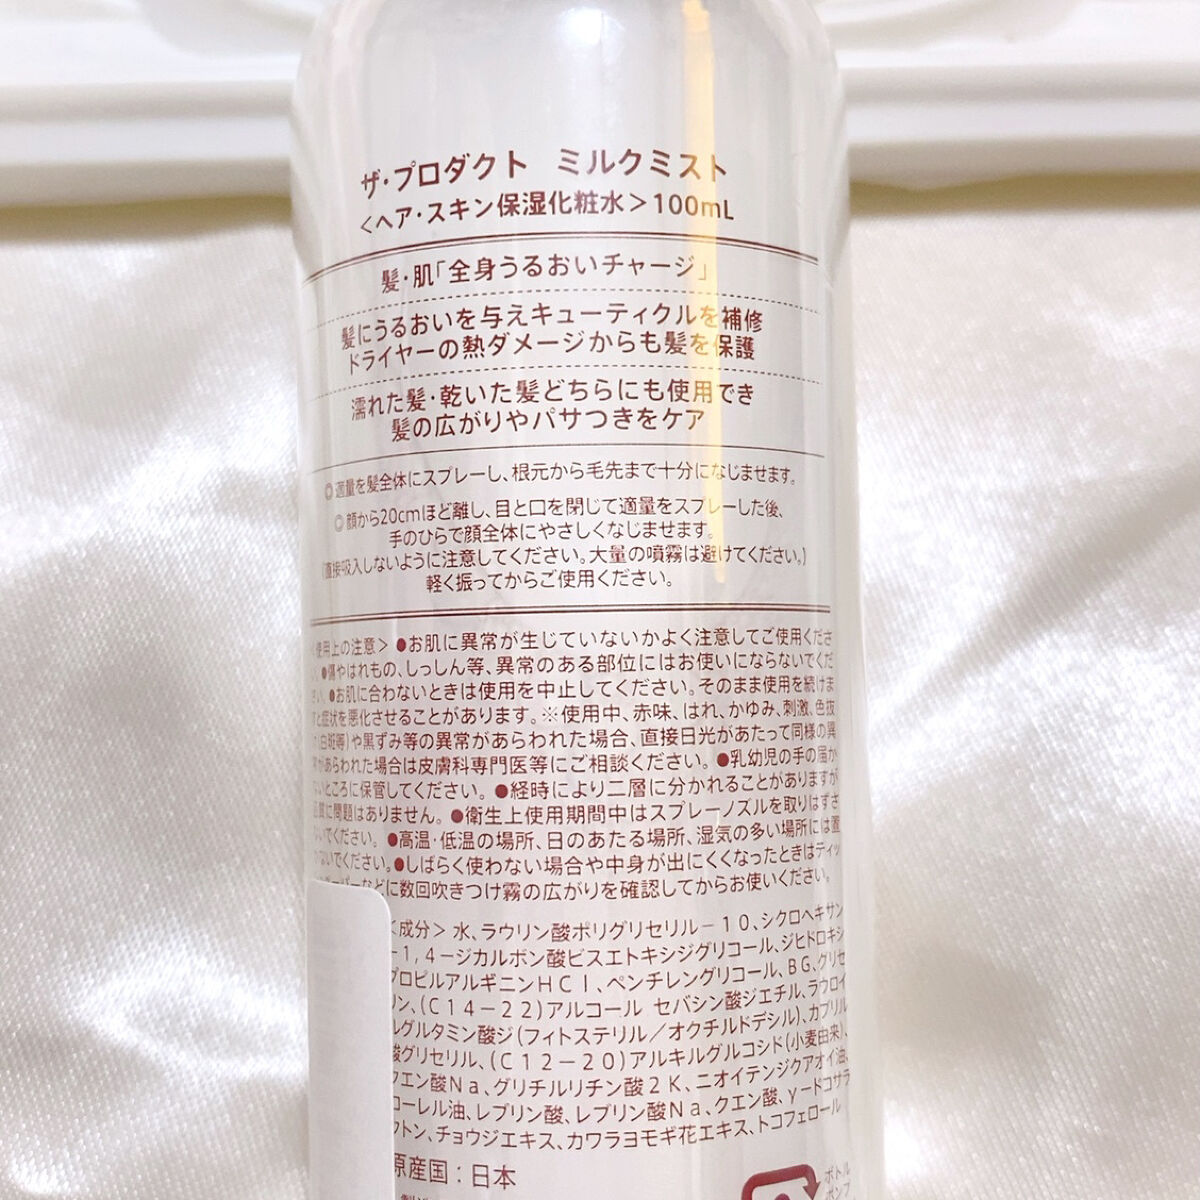 ザ・プロダクト ミルクミスト
<ヘア・スキン保湿化粧水>100mL
髪・肌「全身うるおいチャージ」
髪にうるおいを与えキューティクルを補修
ドライヤーの熱ダメージからも髪を保護
濡れた髪・乾いた髪どちらにも使用でき
髪の広がりやパサつきをケア
◎適量を髪全体にスプレーし、根元から毛先まで十分になじませます。
◎顔から20cmほど離し、目と口を閉じて適量をスプレーした後、
手のひらで顔全体にやさしくなじませます。
(直接吸入しないように注意してください。大量の噴霧は避けてください。)
軽く振ってからご使用ください。
使用上の注意> ●お肌に異常が生じていないかよく注意してご使用くださ
い。●傷やはれもの、しっしん等、異常のある部位にはお使いにならないでくだ
さい。●お肌に合わないときは使用を中止してください。そのまま使用を続けま
すと症状を悪化させることがあります。※使用中、赤味、はれ、かゆみ、刺激、色抜
け(白斑等)や黒ずみ等の異常があらわれた場合、直接日光があたって同様の異
常があらわれた場合は皮膚科専門医等にご相談ください。●乳幼児の手の届か
ないところに保管してください。●経時により二層に分かれることがありますが
品質に問題はありません。●衛生上使用期間中はスプレーノズルを取りはずさ
ないでください。●高温・低温の場所、日のあたる場所、湿気の多い場所には置
かないでください。●しばらく使わない場合や中身が出にくくなったときはティッ
シュペーパーなどに数回吹きつけ霧の広がりを確認してからお使いください。
<成分> 水、ラウリン酸ポリグリセリル－10、シクロヘキサン
－1,4－ジカルボン酸ビスエトキシジグリコール、ジヒドロキシ
プロピルアルギニンHCl、ペンチレングリコール、BG、グリセ
リン、(C14－22)アルコール、セバシン酸ジエチル、ラウロイ
ルグルタミン酸ジ(フィトステリル／オクチルドデシル)、カプリル
酸グリセリル、(C12－20)アルキルグルコシド(小麦由来)、
クエン酸Na、グリチルリチン酸2K、ニオイテンジクアオイ油、
ローレル油、レブリン酸、レブリン酸Na、クエン酸、γ－ドコサラ
クトン、チョウジエキス、カワラヨモギ花エキス、トコフェロール
原産国：日本
ボトル
ポンプ